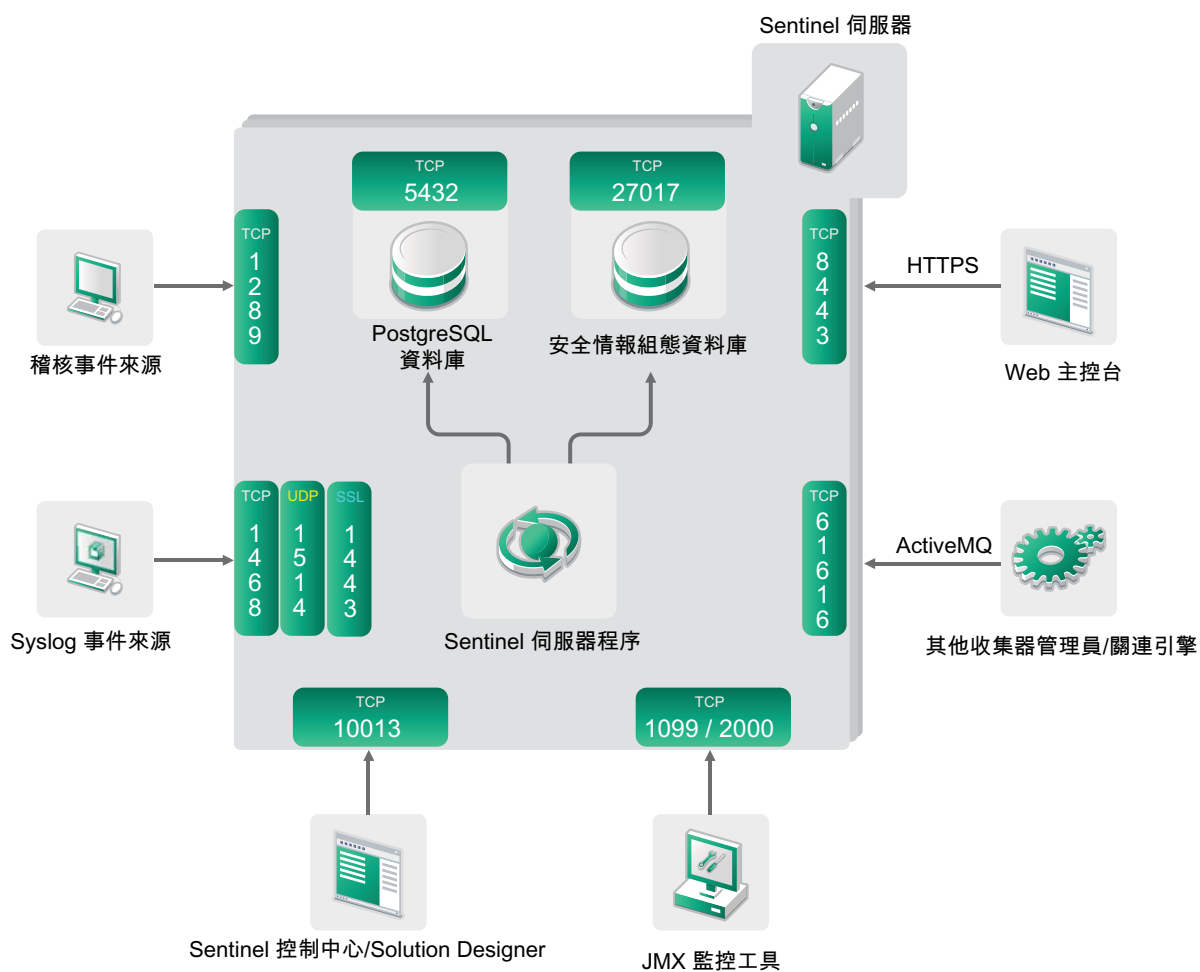 Sentinel 伺服器
TCP
5432
TCP
27017
PostgreSQL
資料庫
安全情報組態資料庫
TCP
1
2
8
9
稽核事件來源
TCP
8
4
4
3
HTTPS
Web 主控台
TCP
1
4
6
8
UDP
1
5
1
4
SSL
1
4
4
3
Syslog 事件來源
Sentinel 伺服器程序
TCP
6
1
6
1
6
ActiveMQ
其他收集器管理員/關連引擎
TCP
10013
TCP
1099 / 2000
Sentinel 控制中心/Solution Designer
JMX 監控工具